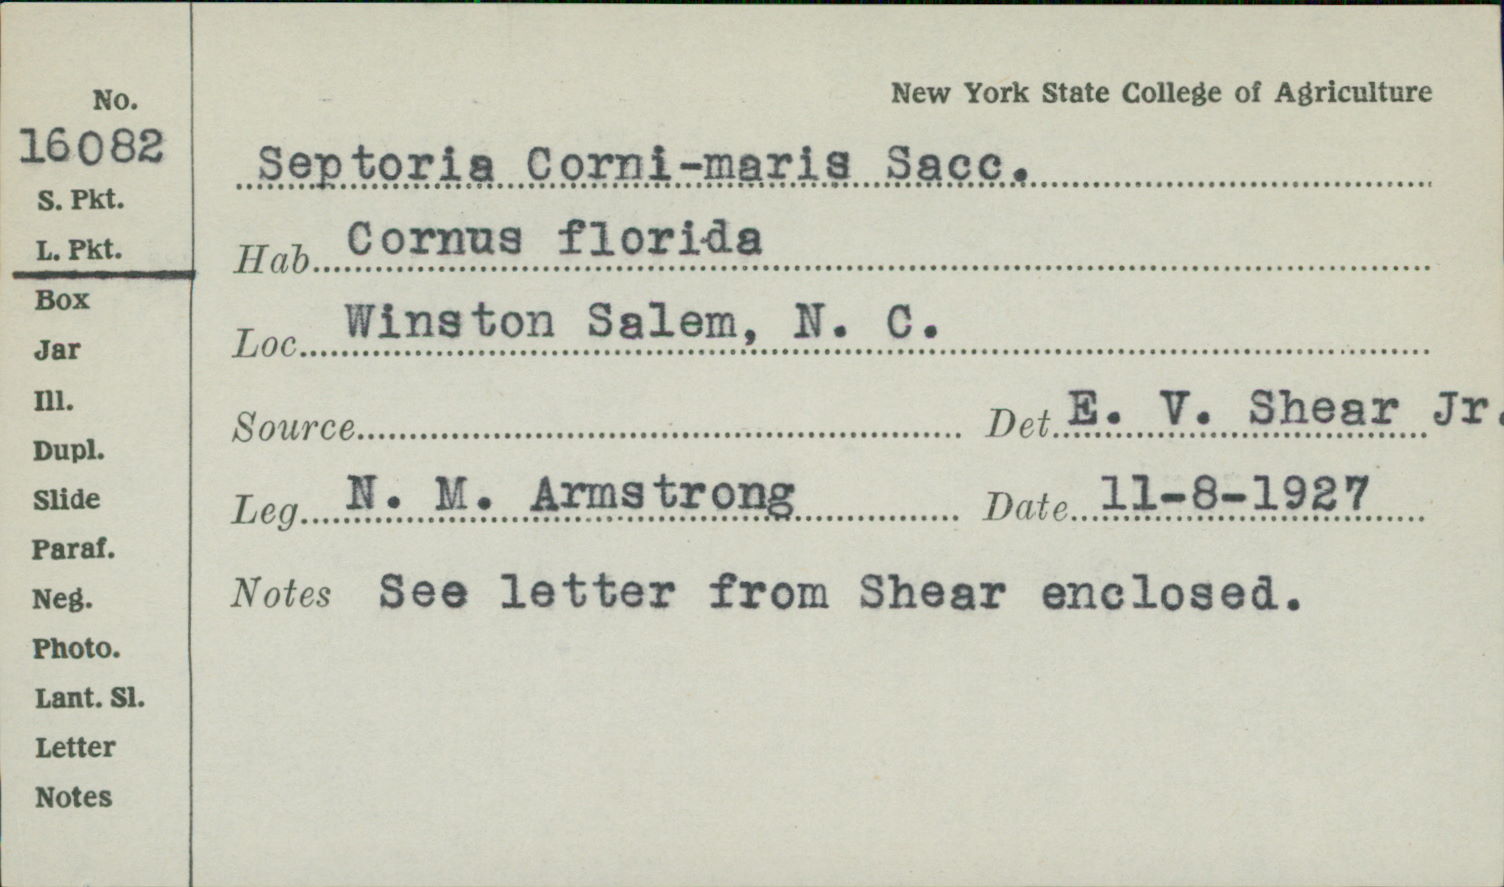 New York State College of Agriculture
No.
16082
S. Pkt.
L. Pkt.
Box
Jar
Ill.
Dupl.
Slide
Paraf.
Neg.
Photo.
Lant. Sl.
Letter
Notes
Septoria Corni-maris Sacc.
Hab. Cornus florida
Loc. Winston Salem, N. C.
Source Det. E. V. Shear Jr.
Leg. N. M. Armstrong Date 11-8-1927
Notes See letter from Shear enclosed.